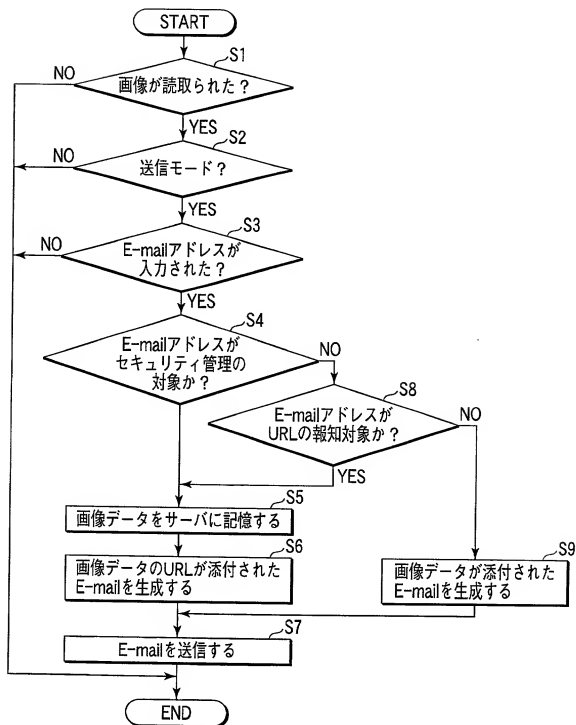 START
S1
NO
画像が読取られた？
YES
S2
NO
送信モード？
YES
S3
NO
E-mailアドレスが
入力された？
YES
S4
E-mailアドレスが
セキュリティ管理の
対象か？
NO
S8
E-mailアドレスが
URLの報知対象か？
NO
YES
S5
画像データをサーバに記憶する
S6
画像データのURLが添付された
E-mailを生成する
S9
画像データが添付された
E-mailを生成する
S7
E-mailを送信する
END